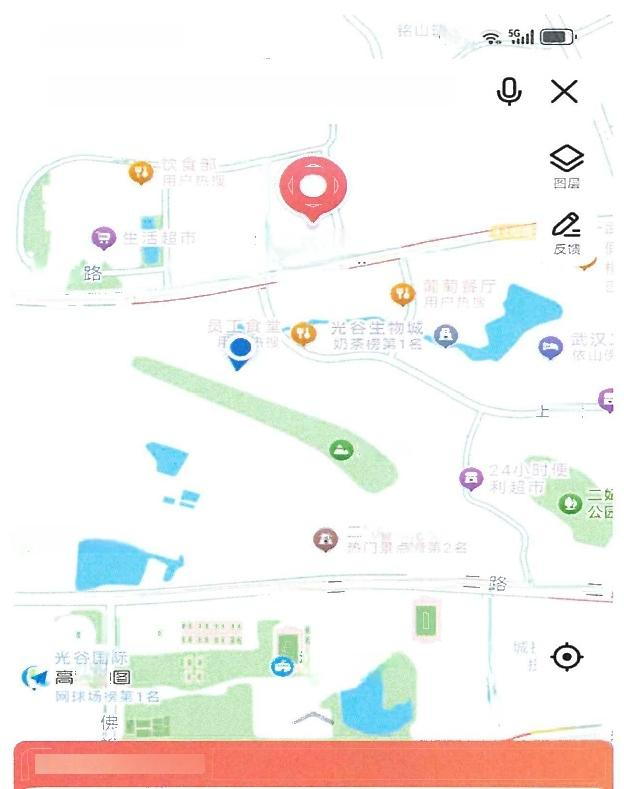 铭山
5G
图层
饮食部
用户热搜
生活超市
反馈
路
葡萄餐厅
用户热搜
员工食堂
光谷生物城
奶茶榜第1名
武汉
依山
上
24小时便
利超市
公园
热门景点榜第2名
二
二路
二
光谷国际
高
图
网球场榜第1名
佛